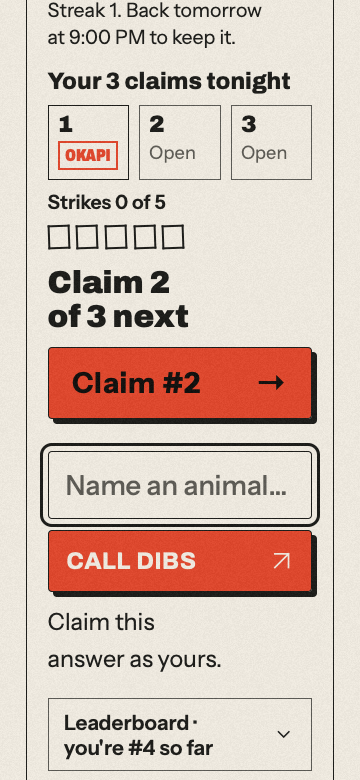 Streak 1. Back tomorrow
at 9:00 PM to keep it.
Your 3 claims tonight
1
OKAPI
2
Open
3
Open
Strikes 0 of 5
Claim 2
of 3 next
Claim #2 →
Name an animal...
CALL DIBS
Claim this
answer as yours.
Leaderboard ·
you're #4 so far